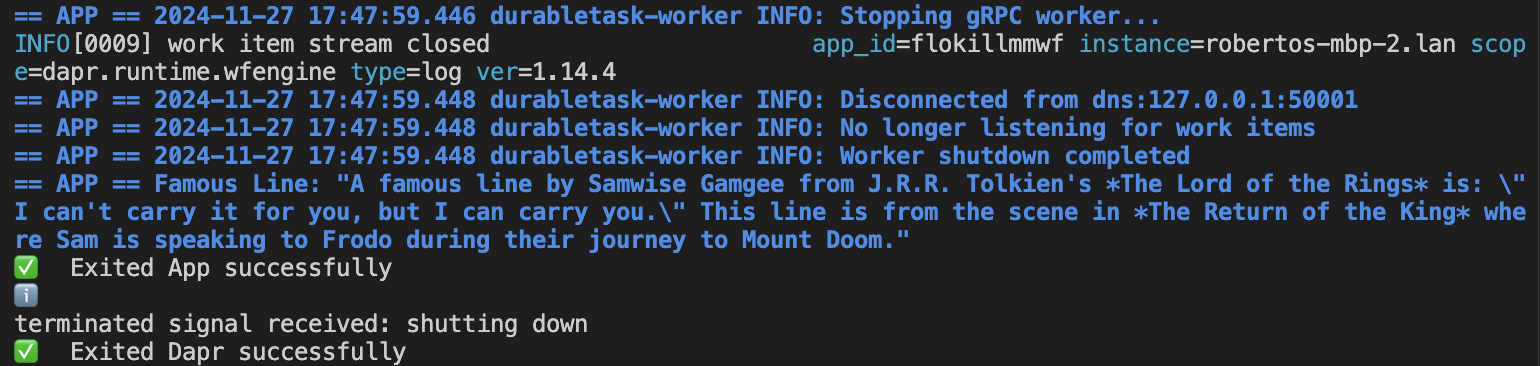 == APP == 2024-11-27 17:47:59.446 durabletask-worker INFO: Stopping gRPC worker...
INFO[0009] work item stream closed                       app_id=flokillmmwf instance=robertos-mbp-2.lan scop
e=dapr.runtime.wfengine type=log ver=1.14.4
== APP == 2024-11-27 17:47:59.448 durabletask-worker INFO: Disconnected from dns:127.0.0.1:50001
== APP == 2024-11-27 17:47:59.448 durabletask-worker INFO: No longer listening for work items
== APP == 2024-11-27 17:47:59.448 durabletask-worker INFO: Worker shutdown completed
== APP == Famous Line: "A famous line by Samwise Gamgee from J.R.R. Tolkien's *The Lord of the Rings* is: \"
I can't carry it for you, but I can carry you.\" This line is from the scene in *The Return of the King* whe
re Sam is speaking to Frodo during their journey to Mount Doom."
✅  Exited App successfully
ℹ️
terminated signal received: shutting down
✅  Exited Dapr successfully